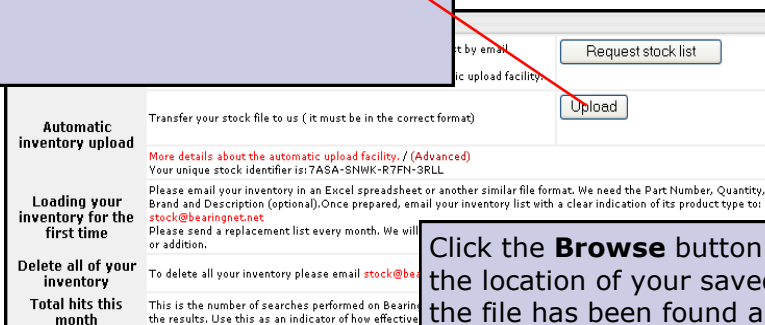 t by email
Request stock list
ic upload facility.
Upload
Automatic
inventory upload
Transfer your stock file to us ( it must be in the correct format)
More details about the automatic upload facility. / (Advanced)
Your unique stock identifier is: 7ASA-SNWK-R7FN-3RLL
Loading your
inventory for the
first time
Please email your inventory in an Excel spreadsheet or another similar file format. We need the Part Number, Quantity,
Brand and Description (optional).Once prepared, email your inventory list with a clear indication of its product type to:
stock@bearingnet.net
Please send a replacement list every month. We will
or addition.
Delete all of your
inventory
To delete all your inventory please email stock@bea
Total hits this
month
This is the number of searches performed on Bearin
the results. Use this as an indicator of how effective
Click the Browse button
the location of your saved
the file has been found a